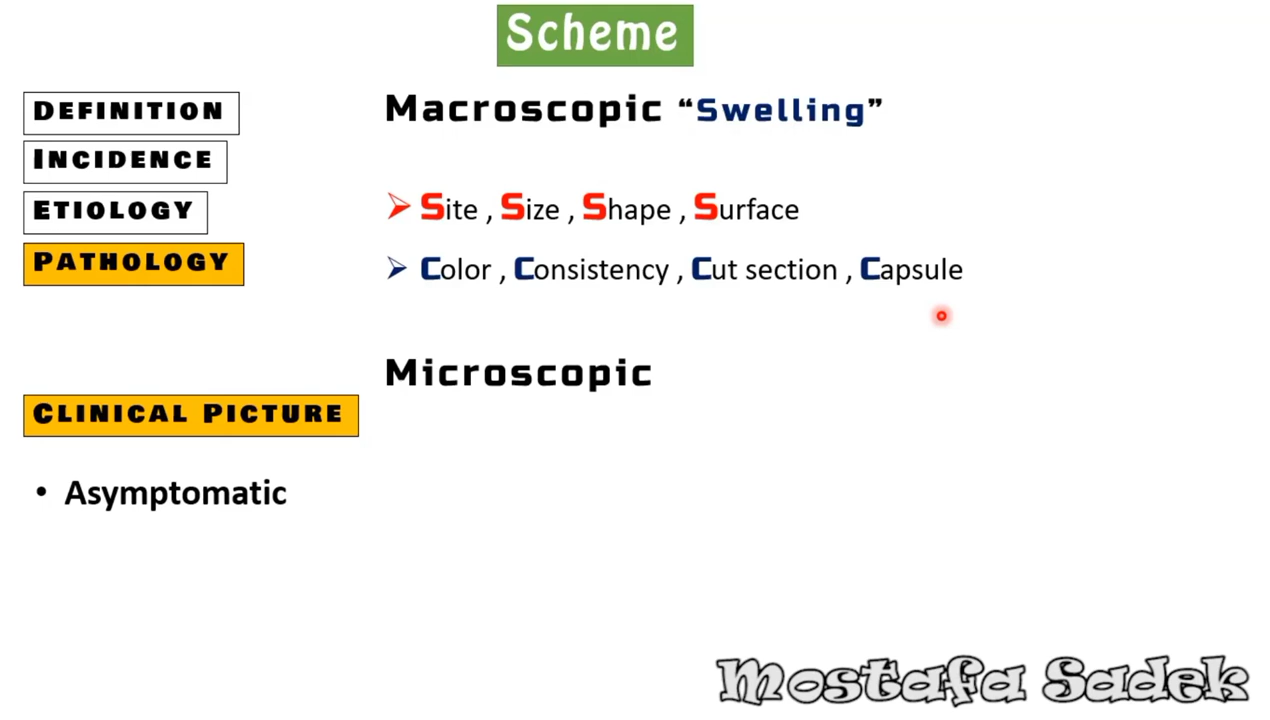 Scheme
Definition
Incidence
Etiology
Pathology
Macroscopic “Swelling”
Site , Size , Shape , Surface
Color , Consistency , Cut section , Capsule
Microscopic
Clinical Picture
• Asymptomatic
Mostafa Sadek